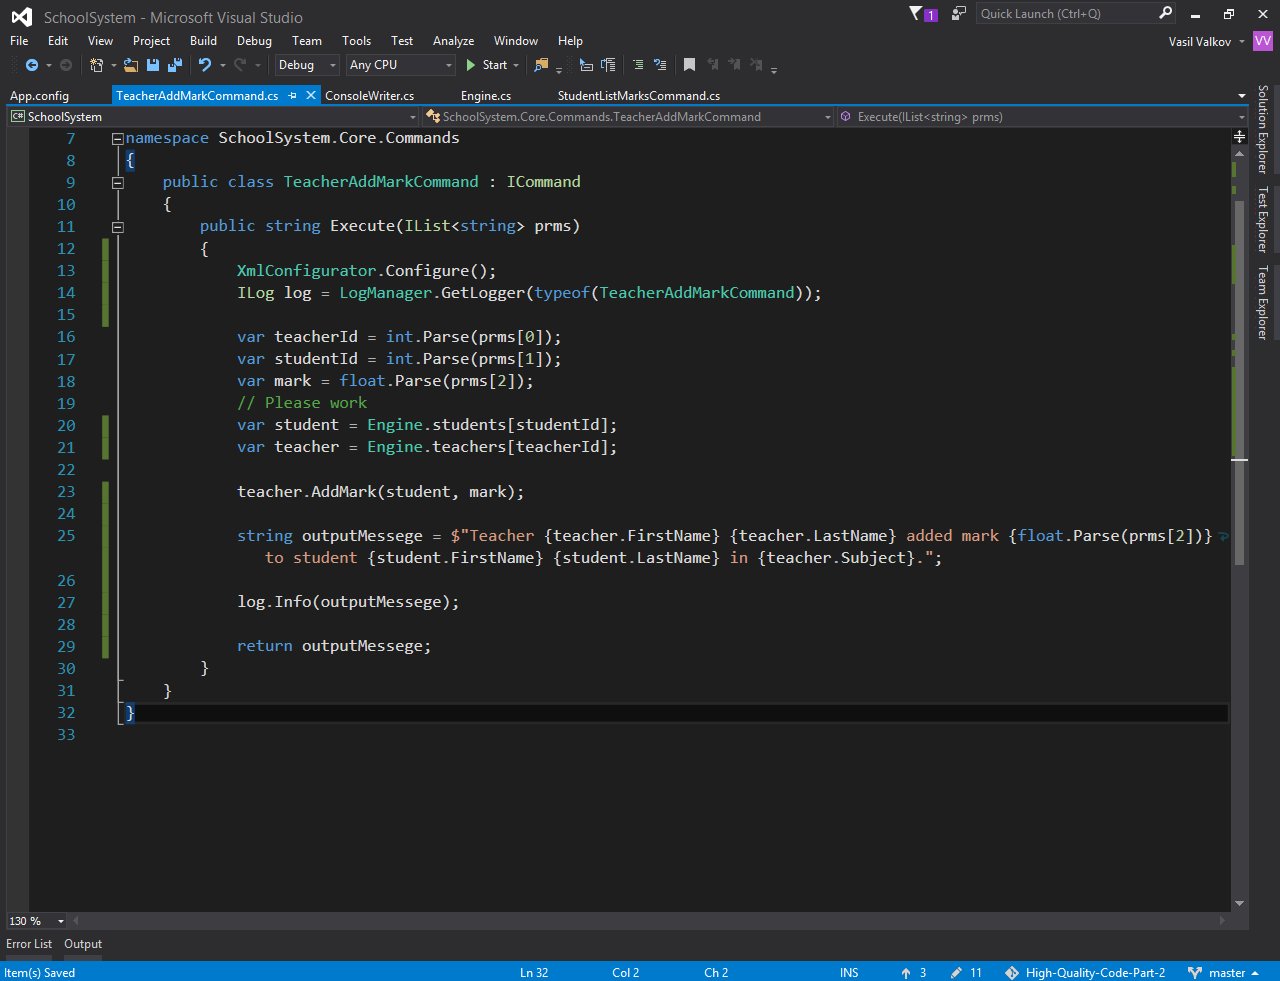 SchoolSystem - Microsoft Visual Studio
1
Quick Launch (Ctrl+Q)
File Edit View Project Build Debug Team Tools Test Analyze Window Help
Vasil Valkov VV
Debug Any CPU Start
App.config TeacherAddMarkCommand.cs ConsoleWriter.cs Engine.cs StudentListMarksCommand.cs
C# SchoolSystem SchoolSystem.Core.Commands.TeacherAddMarkCommand Execute(IList<string> prms)
7 namespace SchoolSystem.Core.Commands
8 {
9 public class TeacherAddMarkCommand : ICommand
10 {
11 public string Execute(IList<string> prms)
12 {
13 XmlConfigurator.Configure();
14 ILog log = LogManager.GetLogger(typeof(TeacherAddMarkCommand));
15
16 var teacherId = int.Parse(prms[0]);
17 var studentId = int.Parse(prms[1]);
18 var mark = float.Parse(prms[2]);
19 // Please work
20 var student = Engine.students[studentId];
21 var teacher = Engine.teachers[teacherId];
22
23 teacher.AddMark(student, mark);
24
25 string outputMessege = $"Teacher {teacher.FirstName} {teacher.LastName} added mark {float.Parse(prms[2])}
to student {student.FirstName} {student.LastName} in {teacher.Subject}.";
26
27 log.Info(outputMessege);
28
29 return outputMessege;
30 }
31 }
32 }
33
Solution Explorer
Test Explorer
Team Explorer
130 %
Error List Output
Item(s) Saved Ln 32 Col 2 Ch 2 INS 3 11 High-Quality-Code-Part-2 master